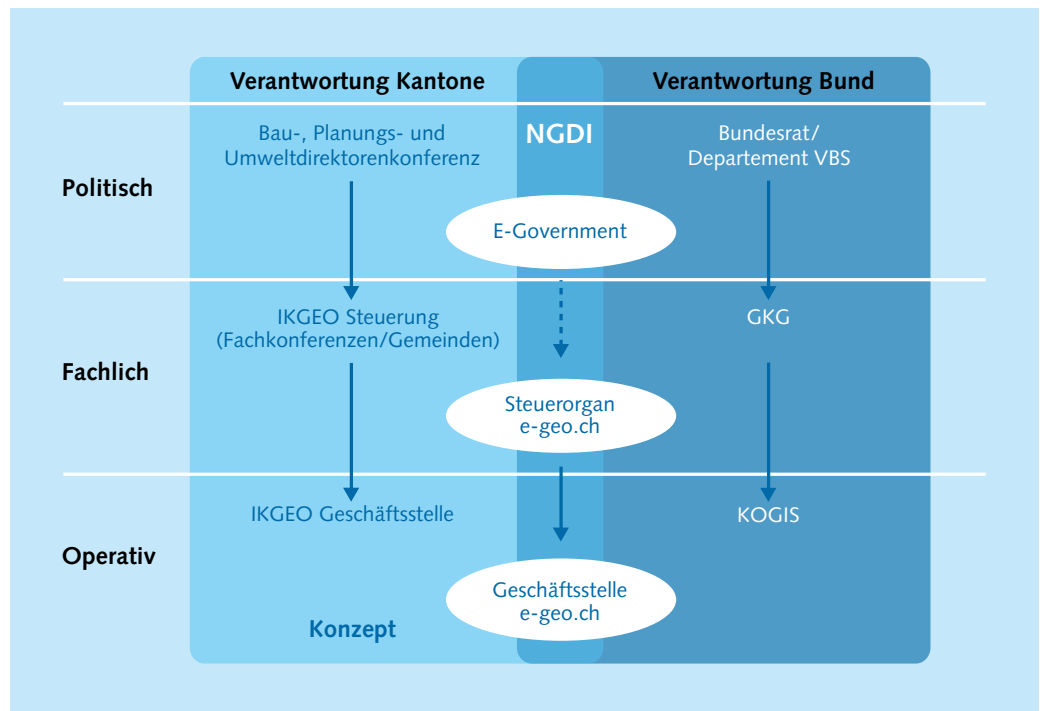 Verantwortung Kantone
Verantwortung Bund
Politisch
Bau-, Planungs- und
Umweltdirektorenkonferenz
NGDI
Bundesrat/
Departement VBS
E-Government
Fachlich
IKGEO Steuerung
(Fachkonferenzen/Gemeinden)
GKG
Steuerorgan
e-geo.ch
Operativ
IKGEO Geschäftsstelle
KOGIS
Geschäftsstelle
e-geo.ch
Konzept